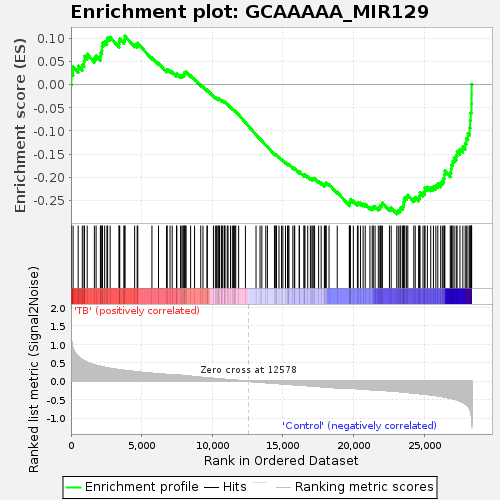 Enrichment plot: GCAAAAA_MIR129
Enrichment score (ES)
0.10
0.05
0.00
-0.05
-0.10
-0.15
-0.20
-0.25
'TB' (positively correlated)
Ranked list metric (Signal2Noise)
2.0
1.5
1.0
0.5
0.0
-0.5
-1.0
Zero cross at 12578
'Control' (negatively correlated)
0
5,000
10,000
15,000
20,000
25,000
Rank in Ordered Dataset
Enrichment profile
Hits
Ranking metric scores